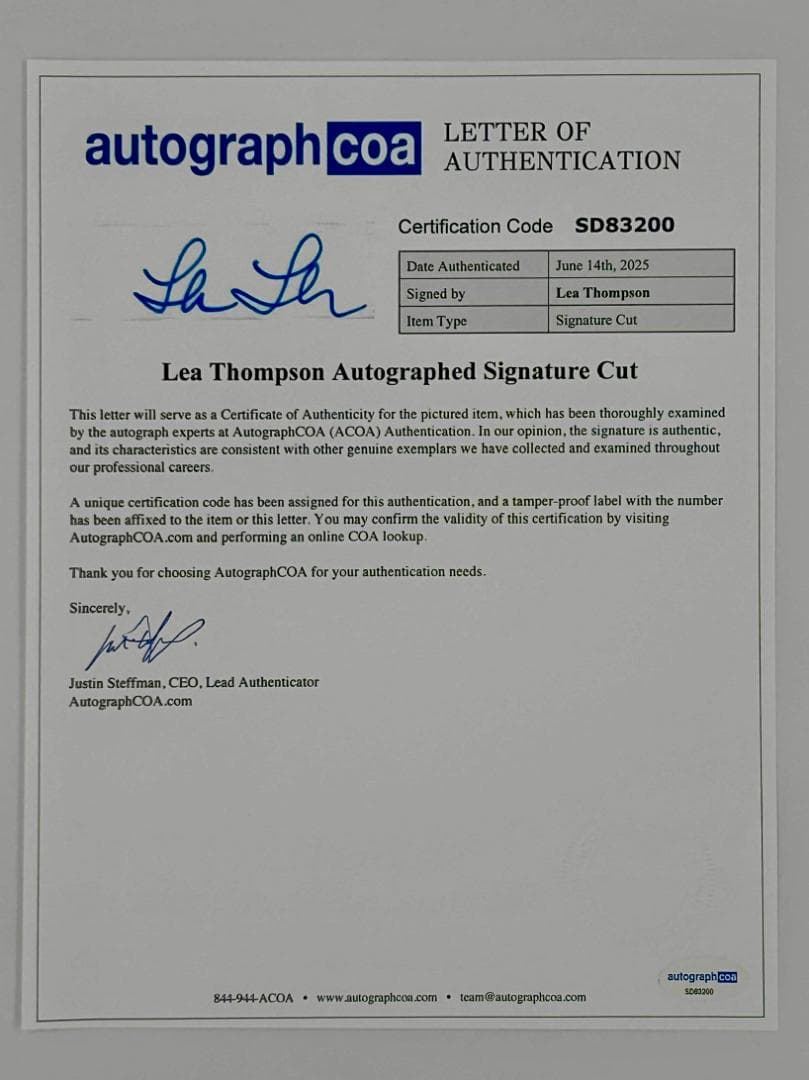 autographcoa
LETTER OF
AUTHENTICATION
Certification Code SD83200
Date Authenticated June 14th, 2025
Signed by Lea Thompson
Item Type Signature Cut
Lea Thompson Autographed Signature Cut
This letter will serve as a Certificate of Authenticity for the pictured item, which has been thoroughly examined
by the autograph experts at AutographCOA (ACOA) Authentication. In our opinion, the signature is authentic,
and its characteristics are consistent with other genuine exemplars we have collected and examined throughout
our professional careers.
A unique certification code has been assigned for this authentication, and a tamper-proof label with the number
has been affixed to the item or this letter. You may confirm the validity of this certification by visiting
AutographCOA.com and performing an online COA lookup.
Thank you for choosing AutographCOA for your authentication needs.
Sincerely,
Justin Steffman, CEO, Lead Authenticator
AutographCOA.com
autographcoa
SD83200
844-944-ACOA • www.autographcoa.com • team@autographcoa.com